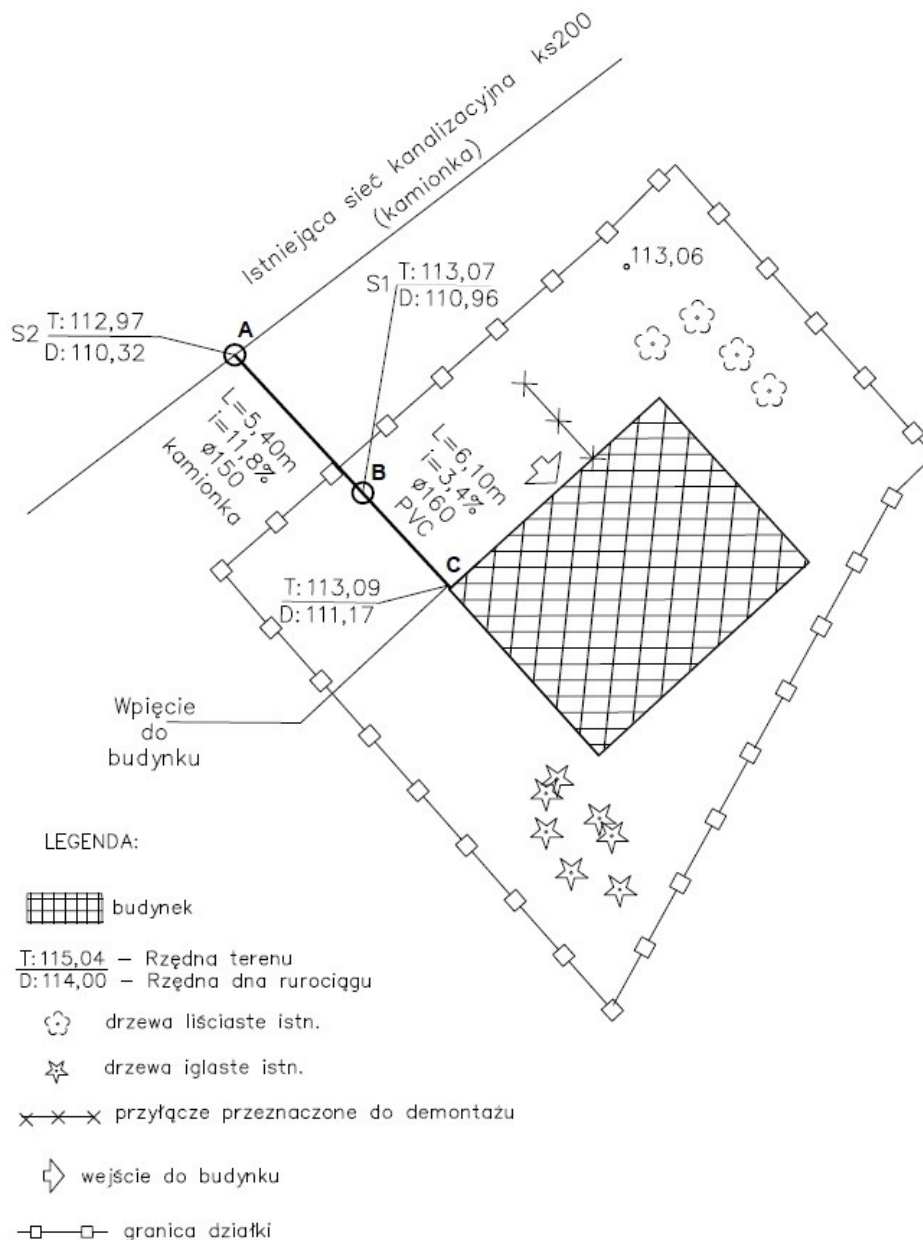 Istniejąca sieć kanalizacyjna ks200
(kamionka)
113,06
S1 T:113,07
D:110,96
S2 T:112,97
D:110,32
A
L=5,40m
i=11,8%
ø150
kamionka
B
L=6,10m
i=3,4%
ø160
PVC
C
T:113,09
D:111,17
Wpięcie
do
budynku
LEGENDA:
budynek
T:115,04 – Rzędna terenu
D:114,00 – Rzędna dna rurociągu
drzewa liściaste istn.
drzewa iglaste istn.
przyłącze przeznaczone do demontażu
wejście do budynku
granica działki